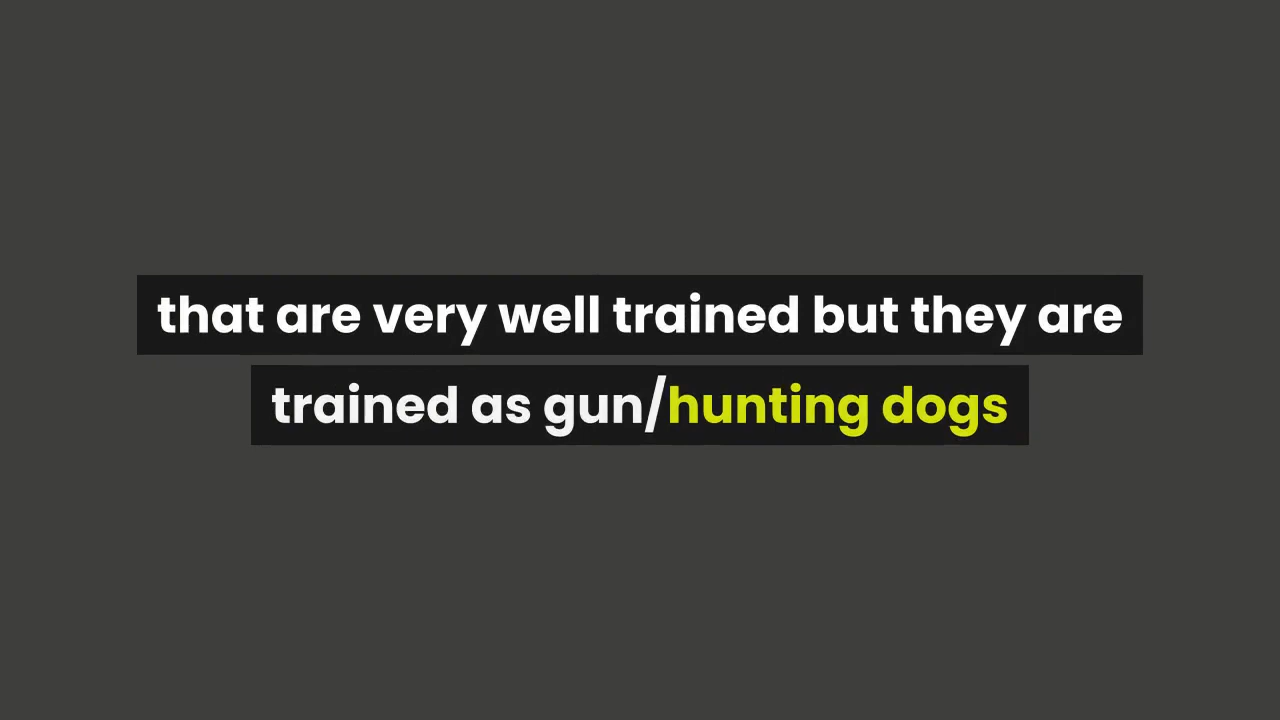 that are very well trained but they are
trained as gun/hunting dogs